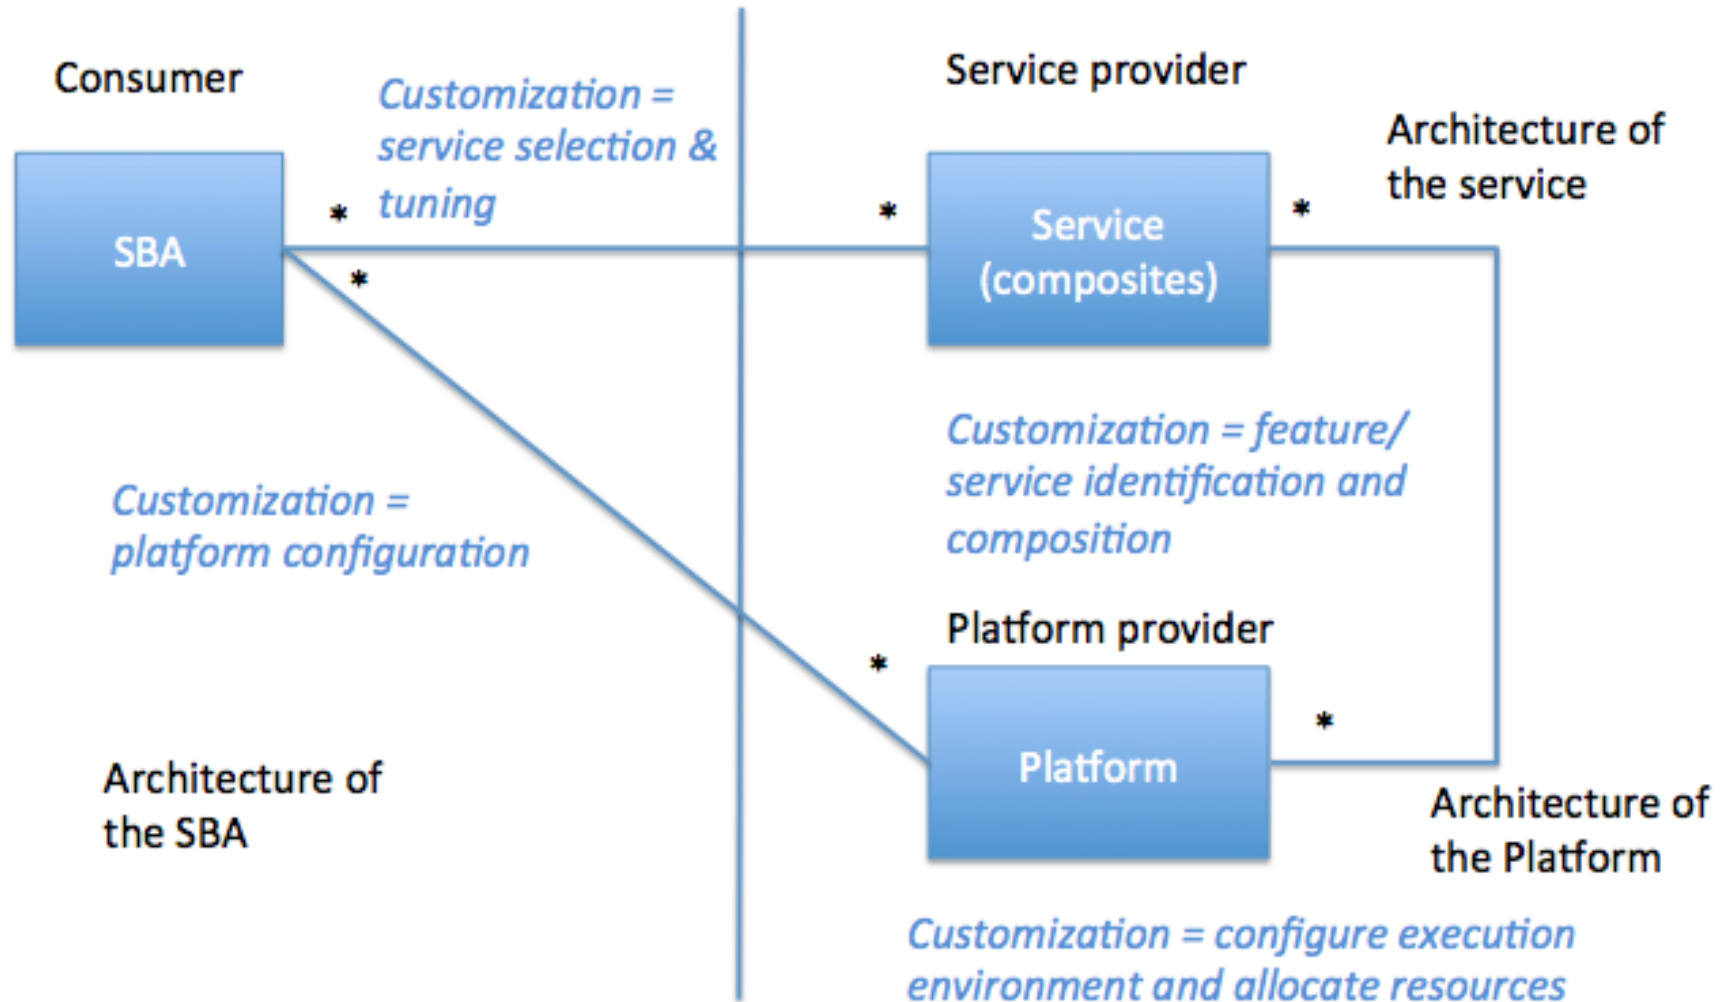 Consumer
Customization =
service selection &
tuning
SBA
*
*
Customization =
platform configuration
Architecture of
the SBA
Service provider
Architecture of
the service
*
Service
(composites)
*
Customization = feature/
service identification and
composition
Platform provider
*
Platform
*
Architecture of
the Platform
Customization = configure execution
environment and allocate resources